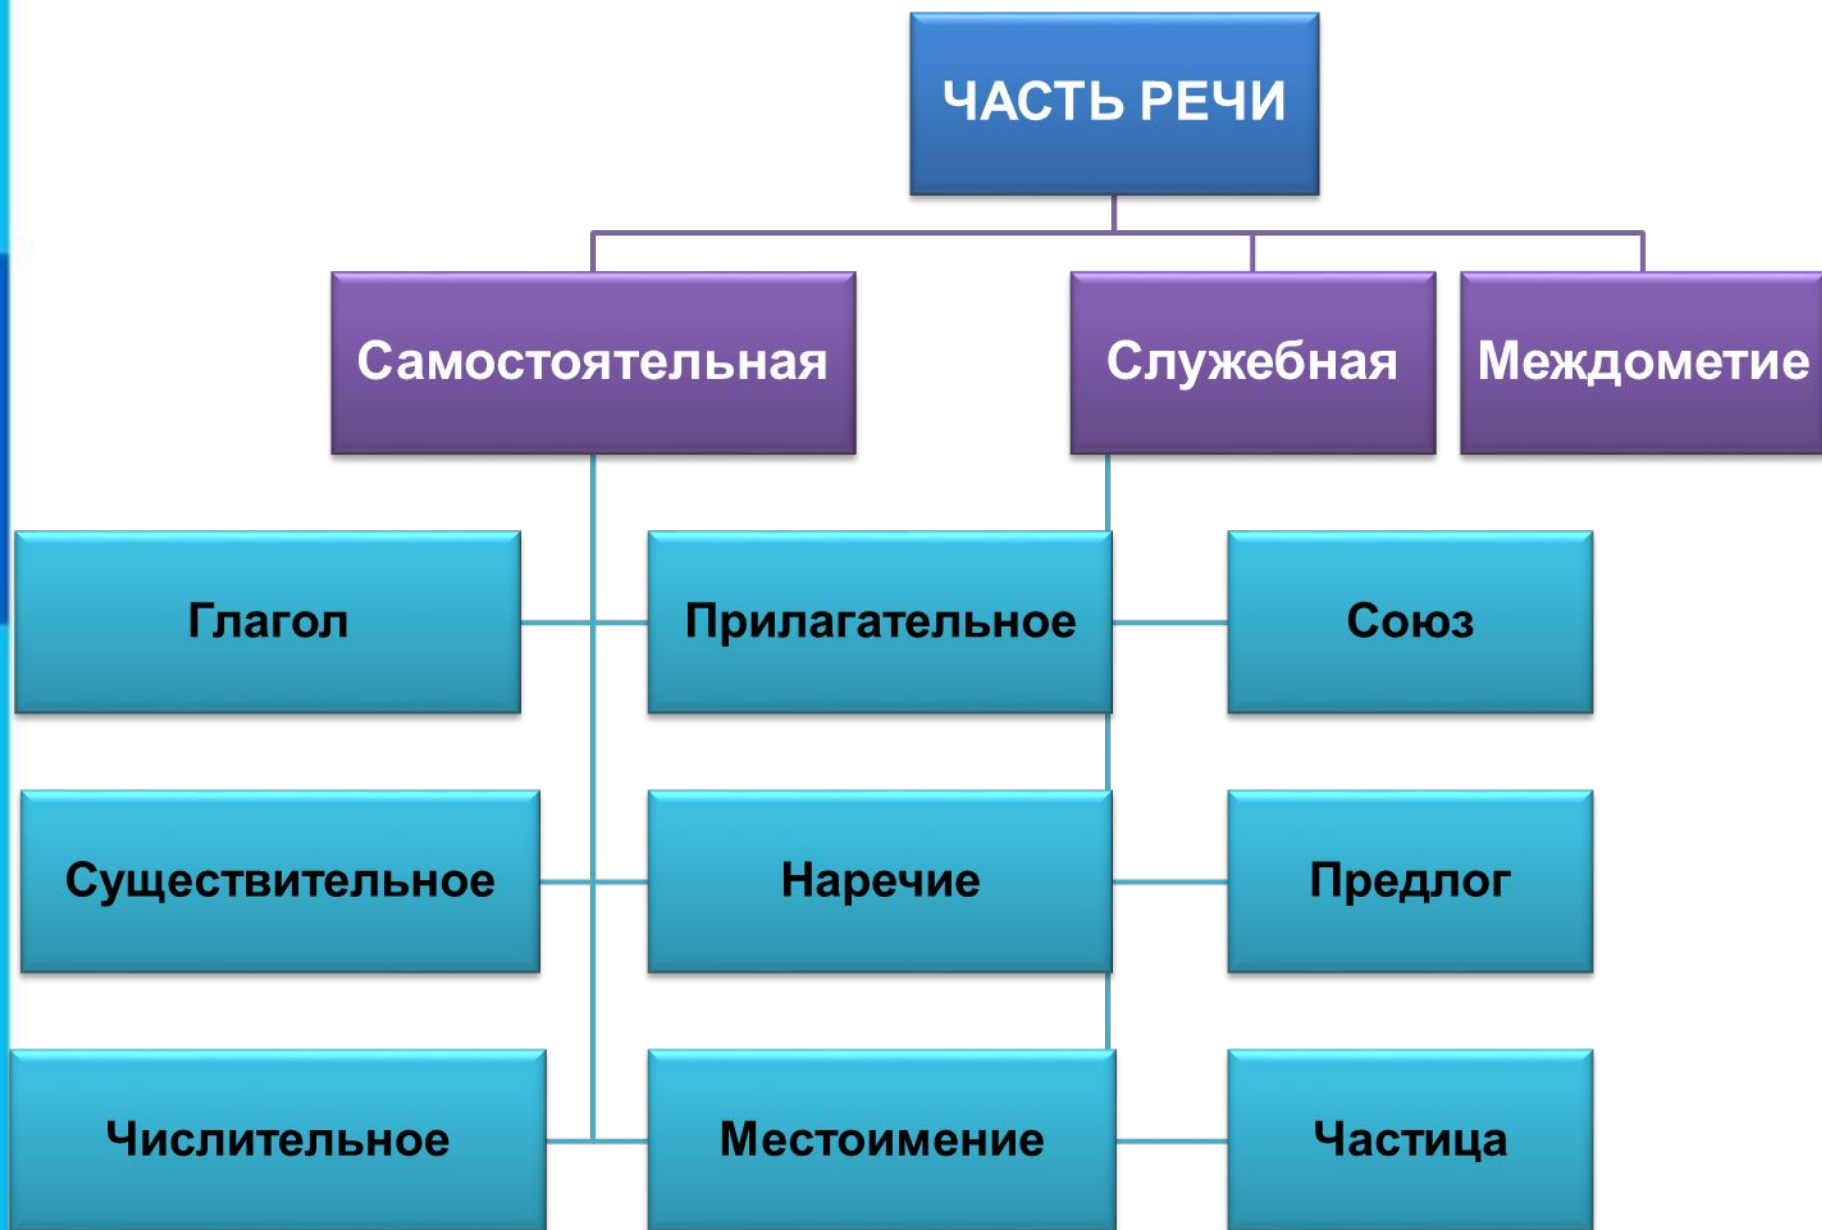 ЧАСТЬ РЕЧИ
Самостоятельная
Служебная
Междометие
Глагол
Прилагательное
Союз
Существительное
Наречие
Предлог
Числительное
Местоимение
Частица